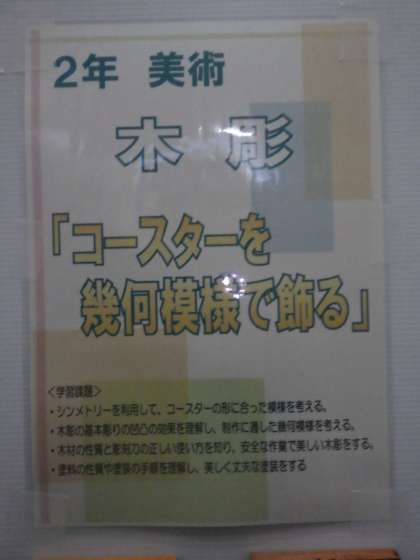 2年 美術
木彫
「コースターを
幾何模様で飾る」
<学習課題>
・シンメトリーを利用して、コースターの形に合った模様を考える。
・木彫の基本彫りの凹凸の効果を理解し、制作に適した幾何模様を考える。
・木材の性質と彫刻刀の正しい使い方を知り、安全な作業で美しい木彫をする。
・塗料の性質や塗装の手順を理解し、美しく丈夫な塗装をする